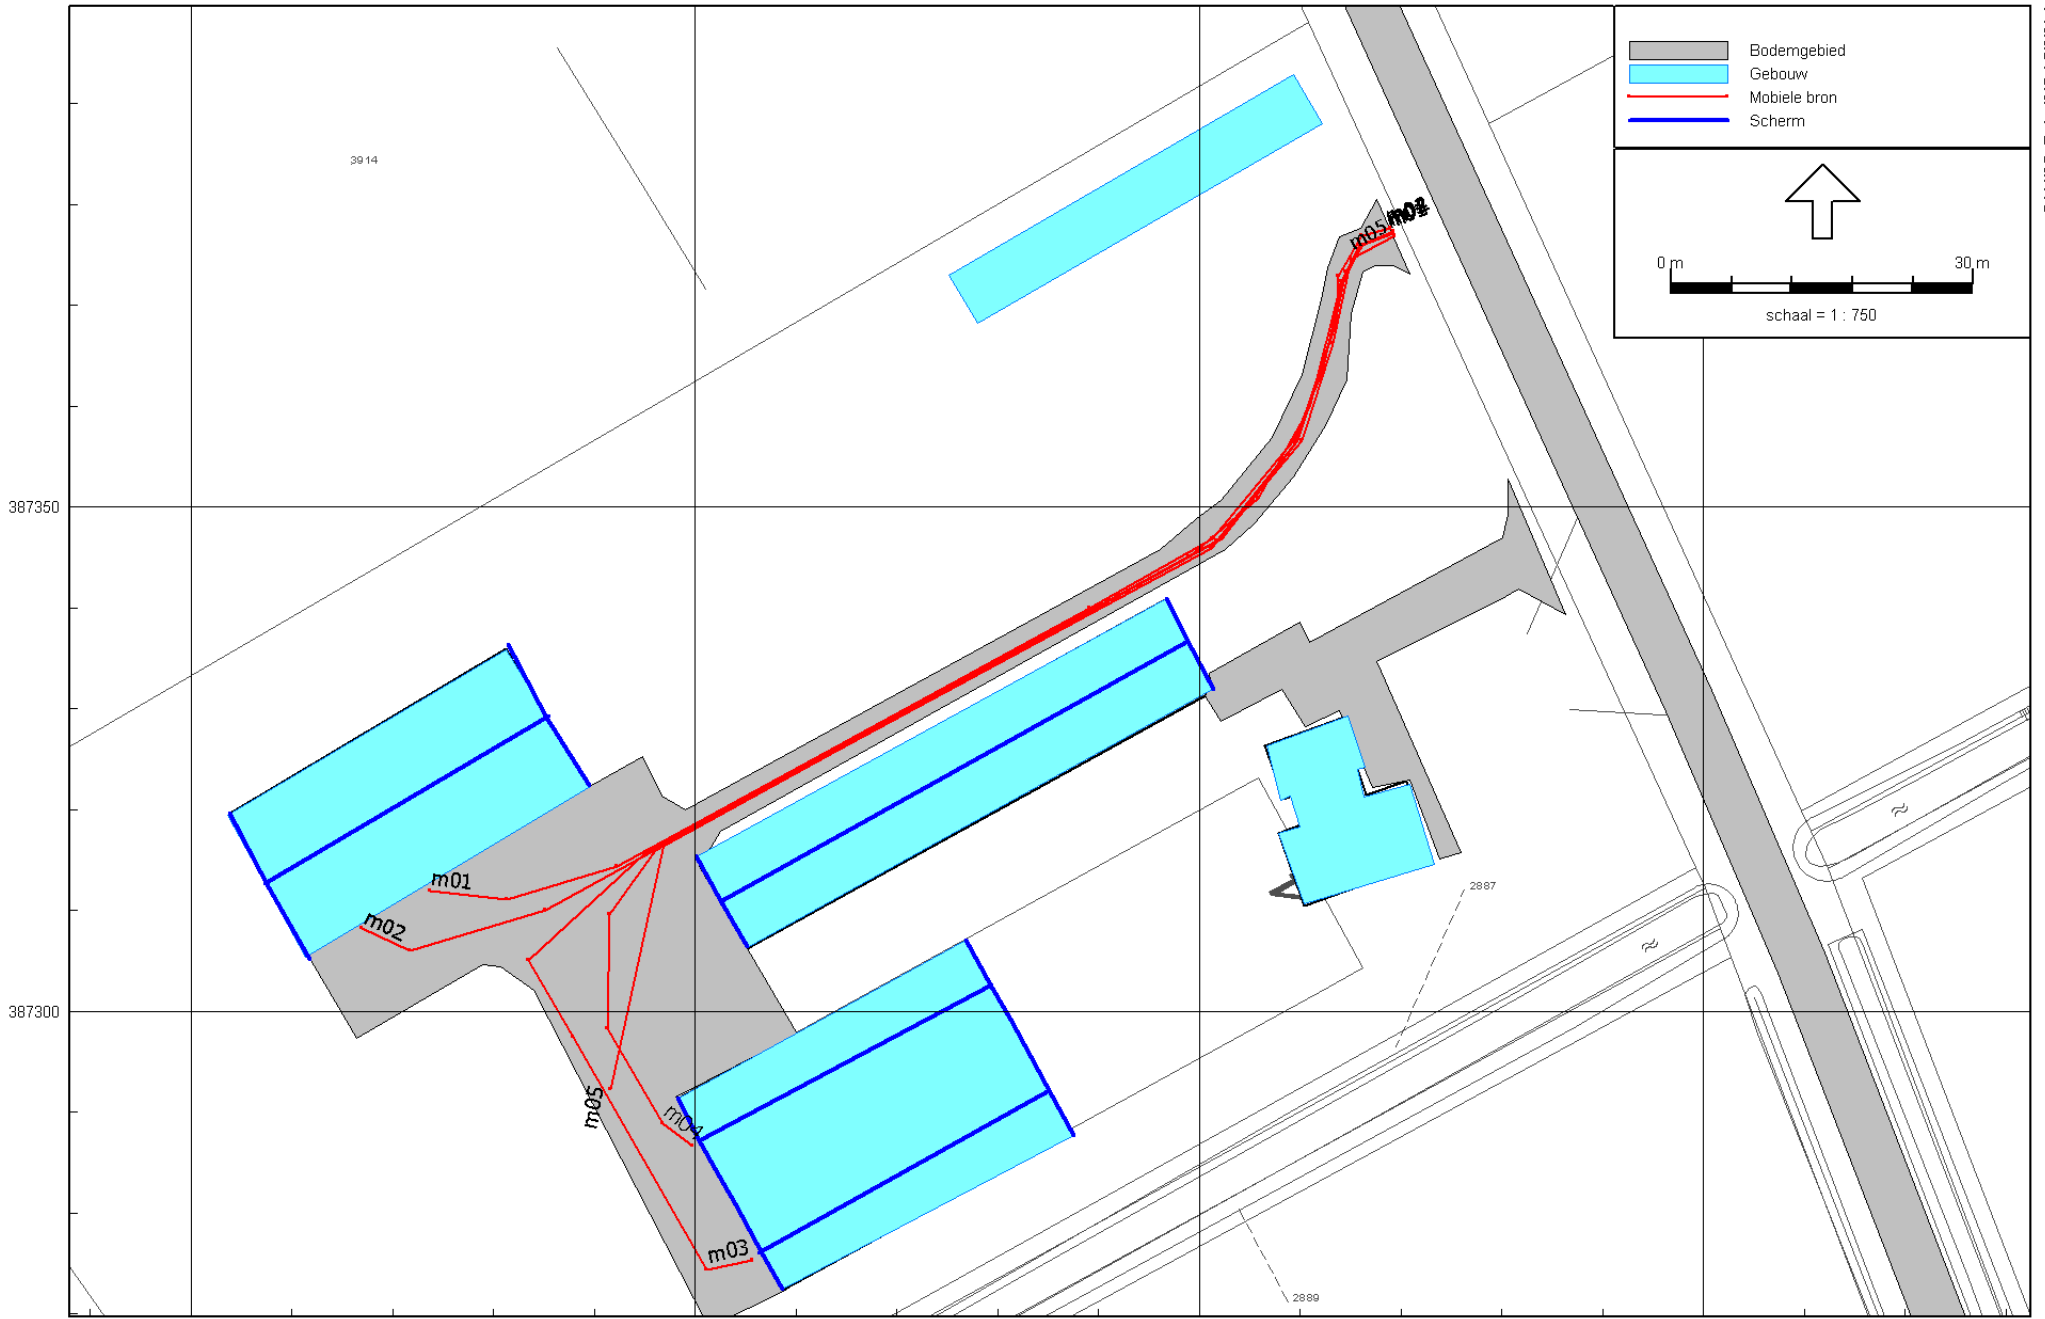 Bodemgebied
Gebouw
Mobiele bron
Scherm
3914
m05
0 m
30 m
schaal = 1 : 750
387350
m01
m02
2887
387300
m05
m04
m03
2889